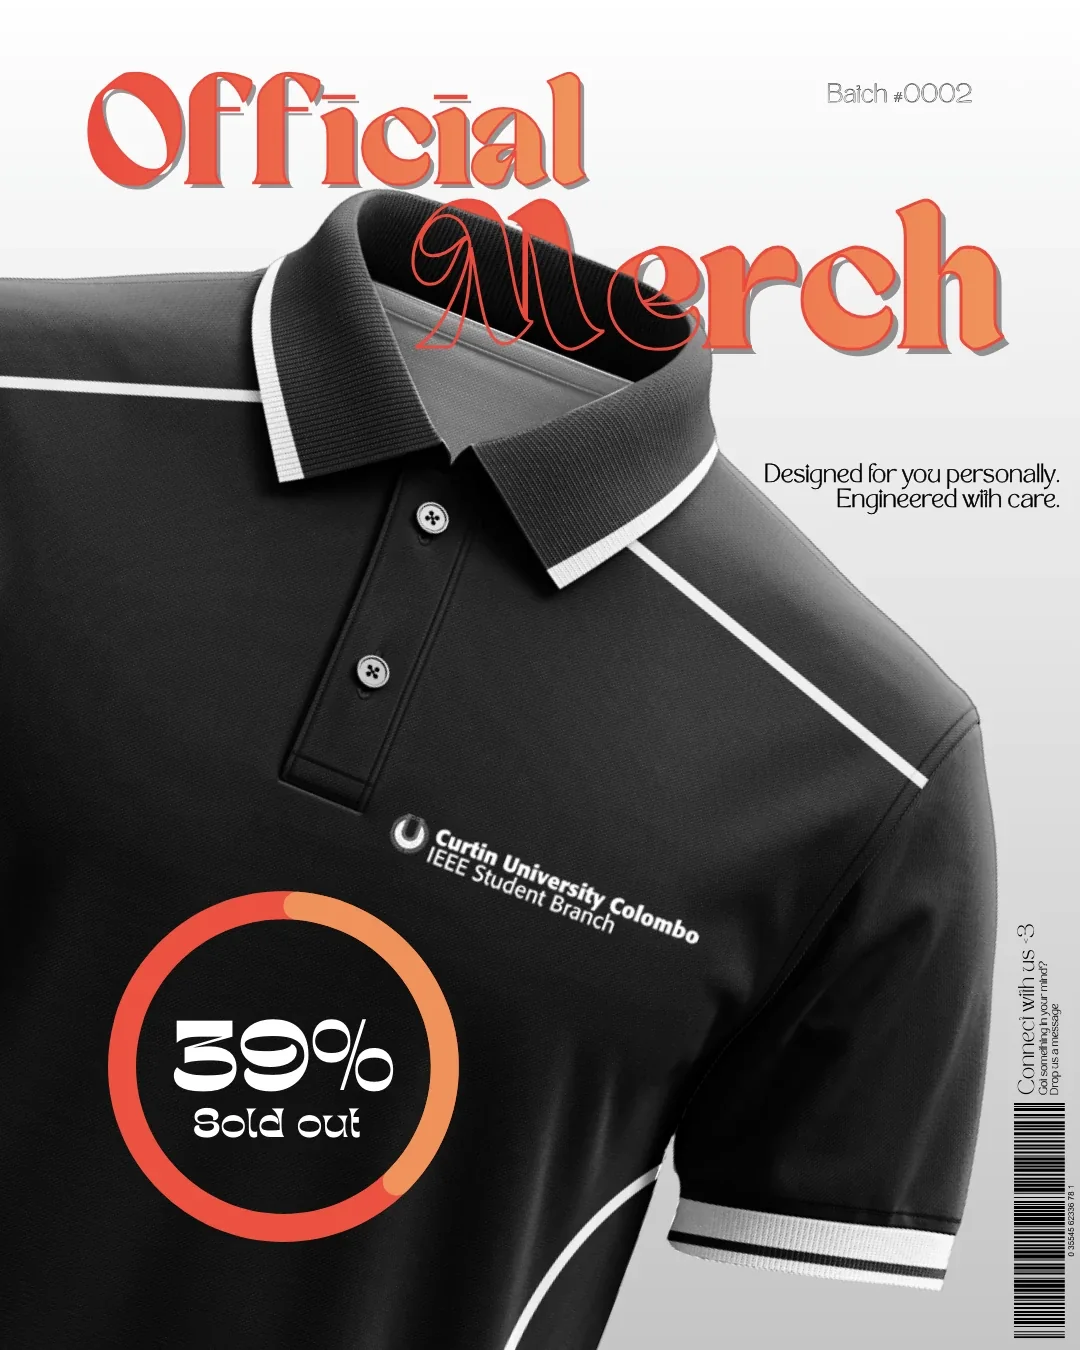 Official
Merch
Batch #0002
Designed for you personally.
Engineered with care.
Curtin University Colombo
IEEE Student Branch
39%
Sold out
Connect with us <3
Got something in your mind?
Drop us a message
0 35545 62336 78 1